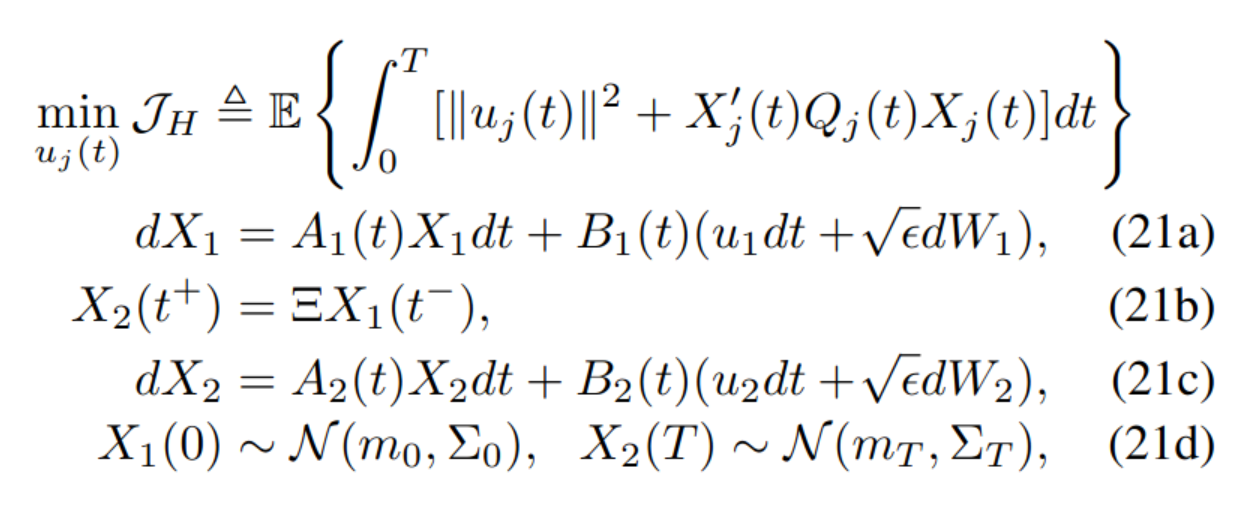 min_{u_j(t)} 𝒥_H ≜ 𝔼 { ∫_0^T [‖u_j(t)‖² + X′_j(t)Q_j(t)X_j(t)]dt }
dX_1 = A_1(t)X_1dt + B_1(t)(u_1dt + √ϵdW_1), (21a)
X_2(t⁺) = ΞX_1(t⁻), (21b)
dX_2 = A_2(t)X_2dt + B_2(t)(u_2dt + √ϵdW_2), (21c)
X_1(0) ∼ 𝒩(m_0, Σ_0), X_2(T) ∼ 𝒩(m_T, Σ_T), (21d)